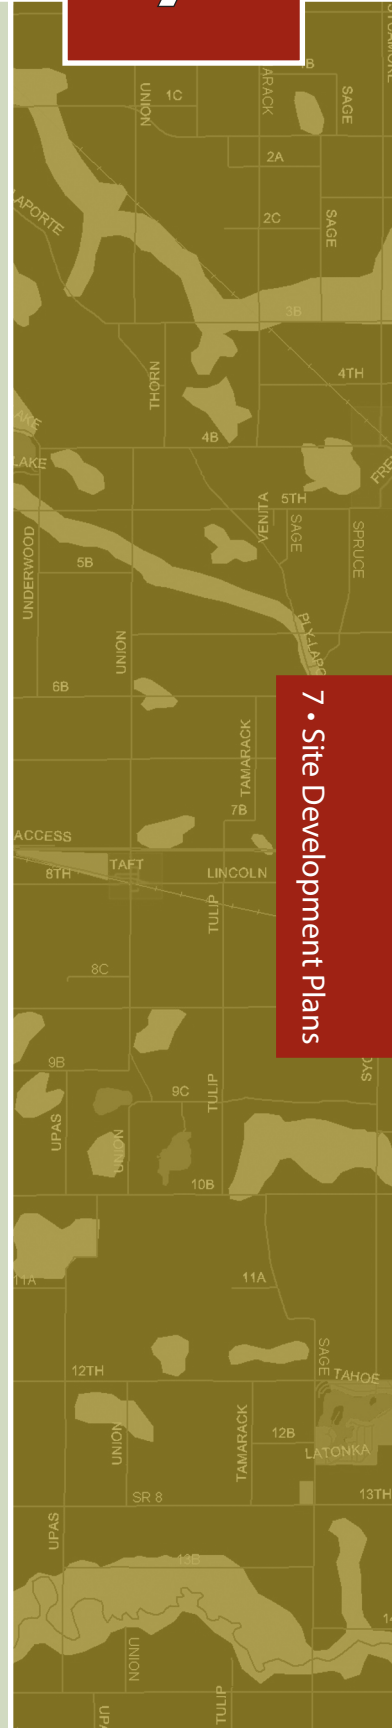 UNION
1C
SAGE
2A
2C
SAGE
LAPORTE
3B
THORN
4TH
4B
LAKE
5TH
VENITA
SAGE
SPRUCE
UNDERWOOD
5B
UNION
6B
7 • Site Development Plans
TAMARACK
7B
ACCESS
TAFT
8TH
LINCOLN
TULIP
8C
9B
9C
TULIP
UPAS
UNION
10B
11A
11A
12TH
SAGE
TAHOE
UNION
TAMARACK
12B
LATONKA
SR 8
13TH
UPAS
13B
UNION
TULIP